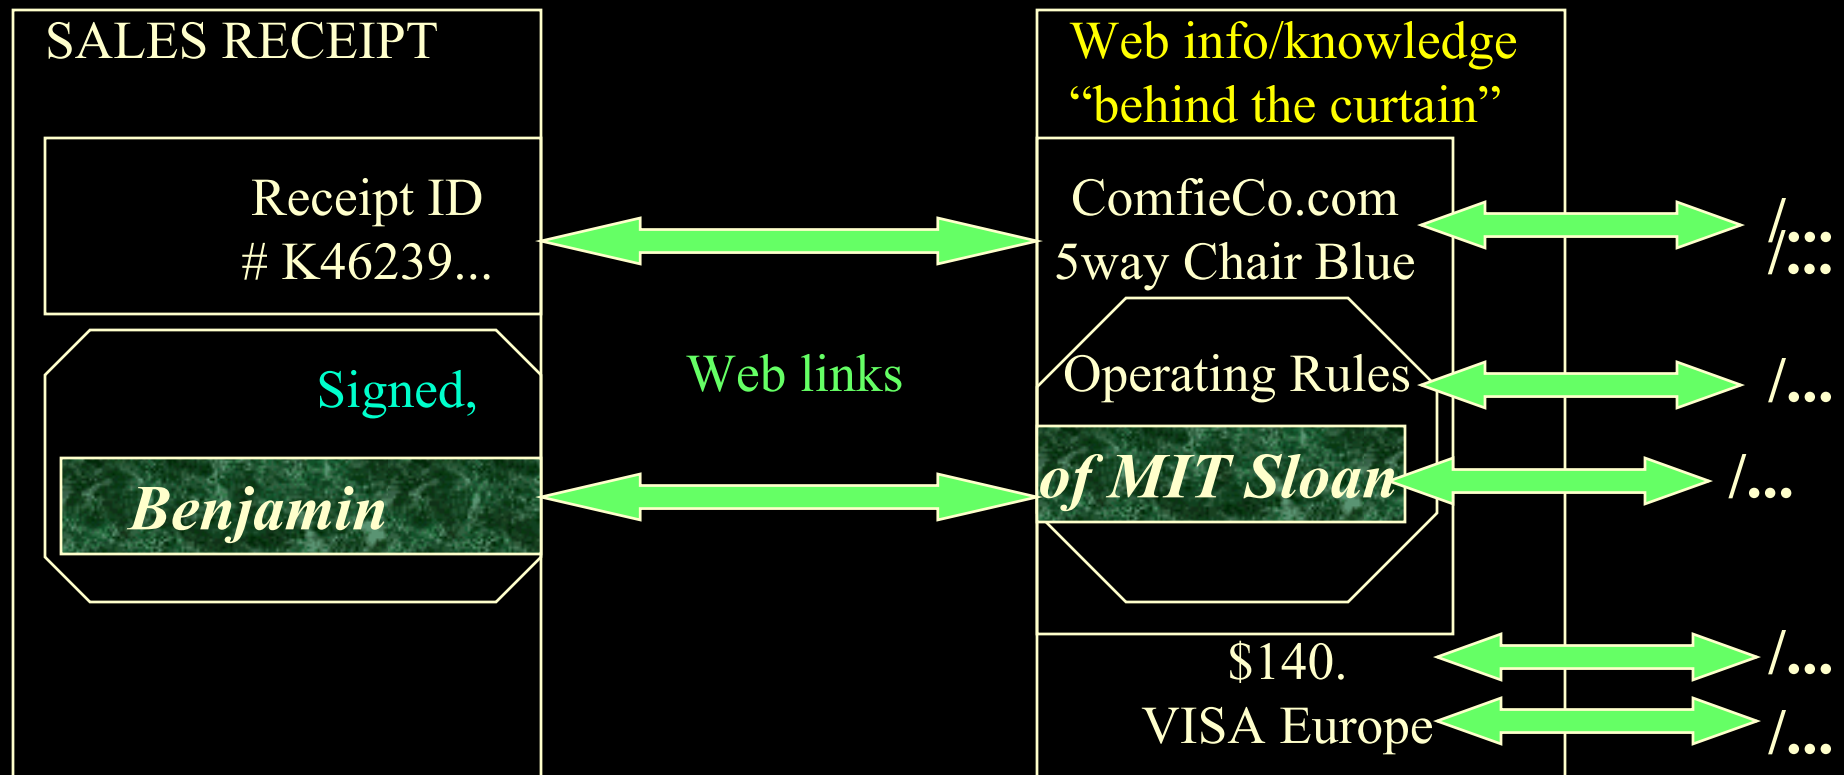 SALES RECEIPT
Receipt ID
# K46239...
Signed,
Benjamin
Web links
Web info/knowledge
“behind the curtain”
ComfieCo.com
5way Chair Blue
Operating Rules
of MIT Sloan
$140.
VISA Europe
/...
/...
/...
/...
/...
/...